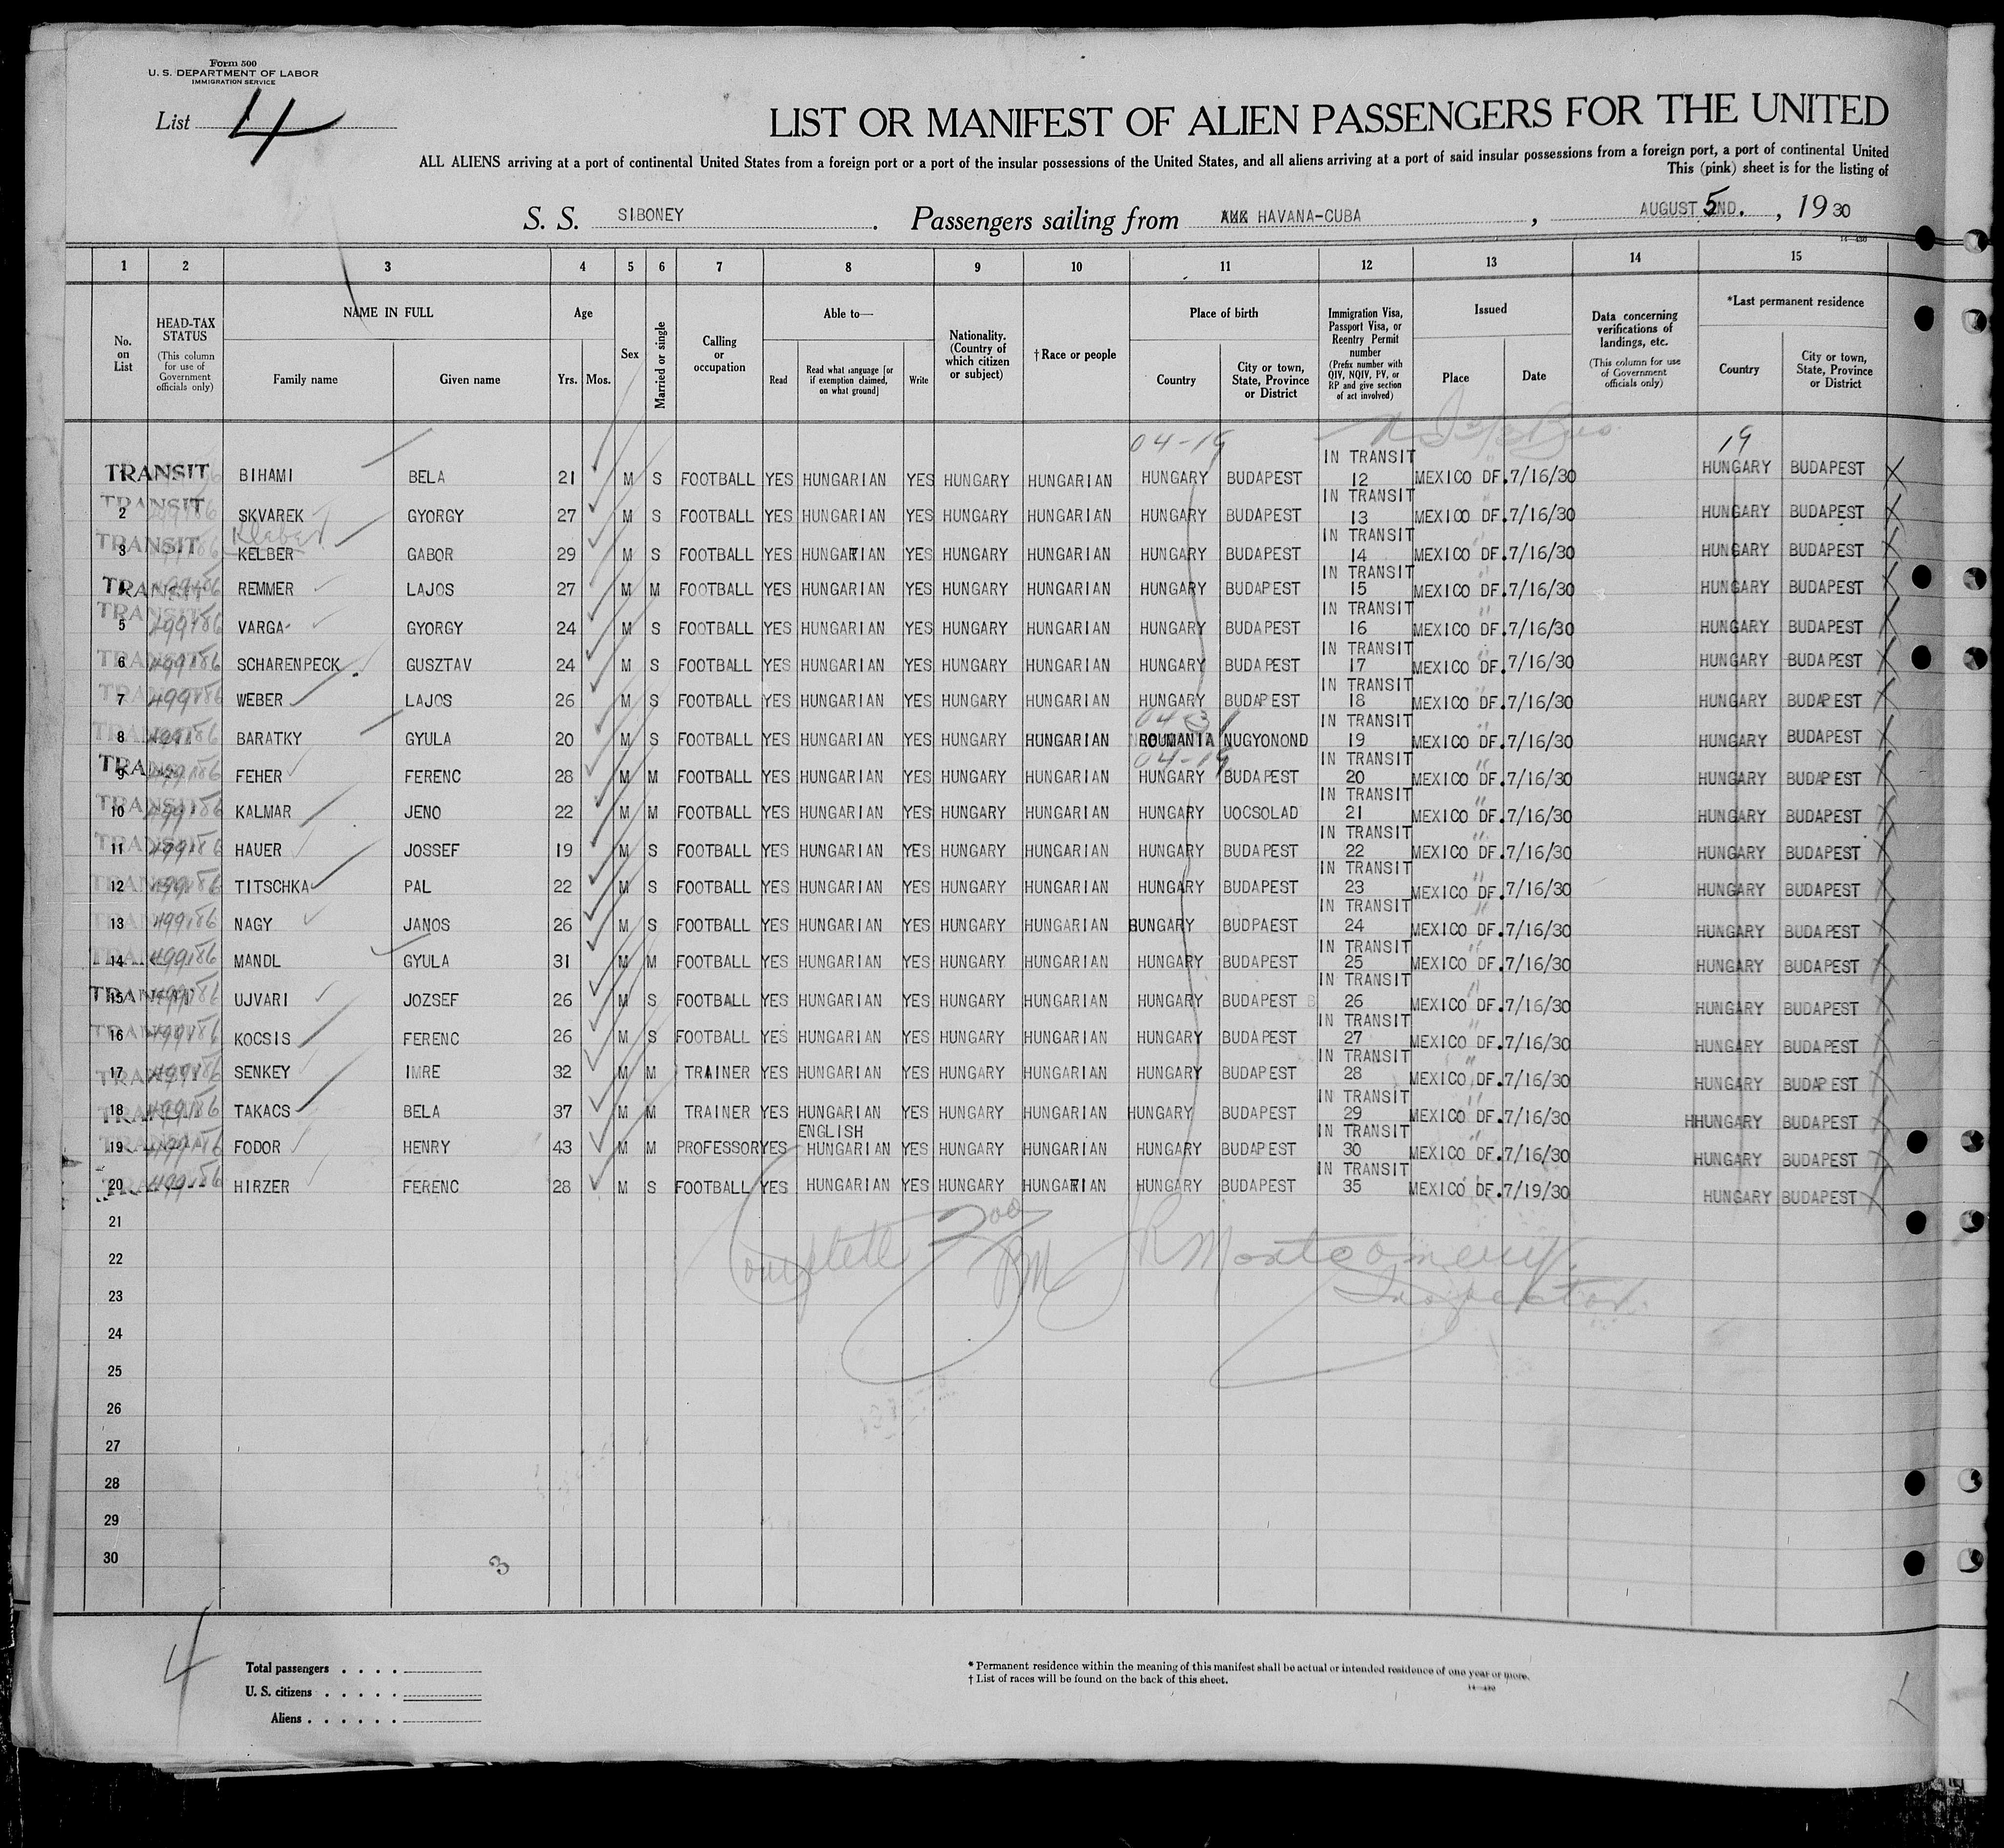 Form 500
U. S. DEPARTMENT OF LABOR
IMMIGRATION SERVICE
List 4
LIST OR MANIFEST OF ALIEN PASSENGERS FOR THE UNITED
ALL ALIENS arriving at a port of continental United States from a foreign port or a port of the insular possessions of the United States, and all aliens arriving at a port of said insular possessions from a foreign port, a port of continental United
This (pink) sheet is for the listing of
S. S. SIBONEY. Passengers sailing from HAVANA-CUBA, AUGUST 5ND., 1930
14—430
1 2 3 4 5 6 7 8 9 10 11 12 13 14 15
No. on List
HEAD-TAX STATUS (This column for use of Government officials only)
NAME IN FULL
Family name Given name
Age
Yrs. Mos.
Sex
Married or single
Calling or occupation
Able to—
Read Read what language [or if exemption claimed, on what ground] Write
Nationality. (Country of which citizen or subject)
† Race or people
Place of birth
Country City or town, State, Province or District
Immigration Visa, Passport Visa, or Reentry Permit number (Prefix number with QIV, NQIV, PV, or RP and give section of act involved)
Issued
Place Date
Data concerning verifications of landings, etc. (This column for use of Government officials only)
*Last permanent residence
Country City or town, State, Province or District
04-19 19
TRANSIT BIHAMI BELA 21 M S FOOTBALL YES HUNGARIAN YES HUNGARY HUNGARIAN HUNGARY BUDAPEST IN TRANSIT 12 MEXICO DF. 7/16/30 HUNGARY BUDAPEST X
TRANSIT 2 SKVAREK GYORGY 27 M S FOOTBALL YES HUNGARIAN YES HUNGARY HUNGARIAN HUNGARY BUDAPEST IN TRANSIT 13 MEXICO DF. 7/16/30 HUNGARY BUDAPEST X
Kleber
TRANSIT 3 KELBER GABOR 29 M S FOOTBALL YES HUNGARIAN YES HUNGARY HUNGARIAN HUNGARY BUDAPEST IN TRANSIT 14 MEXICO DF. 7/16/30 HUNGARY BUDAPEST X
TRANSIT 4 REMMER LAJOS 27 M M FOOTBALL YES HUNGARIAN YES HUNGARY HUNGARIAN HUNGARY BUDAPEST IN TRANSIT 15 MEXICO DF. 7/16/30 HUNGARY BUDAPEST X
TRANSIT 5 VARGA GYORGY 24 M S FOOTBALL YES HUNGARIAN YES HUNGARY HUNGARIAN HUNGARY BUDAPEST IN TRANSIT 16 MEXICO DF. 7/16/30 HUNGARY BUDAPEST X
TRANSIT 6 SCHARENPECK GUSZTAV 24 M S FOOTBALL YES HUNGARIAN YES HUNGARY HUNGARIAN HUNGARY BUDAPEST IN TRANSIT 17 MEXICO DF. 7/16/30 HUNGARY BUDAPEST X
TRANSIT 7 WEBER LAJOS 26 M S FOOTBALL YES HUNGARIAN YES HUNGARY HUNGARIAN HUNGARY BUDAPEST IN TRANSIT 18 MEXICO DF. 7/16/30 HUNGARY BUDAPEST X
TRANSIT 8 BARATKY GYULA 20 M S FOOTBALL YES HUNGARIAN YES HUNGARY HUNGARIAN ROUMANIA NUGYONOND IN TRANSIT 19 MEXICO DF. 7/16/30 HUNGARY BUDAPEST X
04-19
TRANSIT 9 FEHER FERENC 28 M M FOOTBALL YES HUNGARIAN YES HUNGARY HUNGARIAN HUNGARY BUDAPEST IN TRANSIT 20 MEXICO DF. 7/16/30 HUNGARY BUDAPEST X
TRANSIT 10 KALMAR JENO 22 M M FOOTBALL YES HUNGARIAN YES HUNGARY HUNGARIAN HUNGARY UOCSOLAD IN TRANSIT 21 MEXICO DF. 7/16/30 HUNGARY BUDAPEST X
TRANSIT 11 HAUER JOSSEF 19 M S FOOTBALL YES HUNGARIAN YES HUNGARY HUNGARIAN HUNGARY BUDAPEST IN TRANSIT 22 MEXICO DF. 7/16/30 HUNGARY BUDAPEST X
TRANSIT 12 TITSCHKA PAL 22 M S FOOTBALL YES HUNGARIAN YES HUNGARY HUNGARIAN HUNGARY BUDAPEST IN TRANSIT 23 MEXICO DF. 7/16/30 HUNGARY BUDAPEST X
TRANSIT 13 NAGY JANOS 26 M S FOOTBALL YES HUNGARIAN YES HUNGARY HUNGARIAN HUNGARY BUDPAEST IN TRANSIT 24 MEXICO DF. 7/16/30 HUNGARY BUDAPEST X
TRANSIT 14 MANDL GYULA 31 M M FOOTBALL YES HUNGARIAN YES HUNGARY HUNGARIAN HUNGARY BUDAPEST IN TRANSIT 25 MEXICO DF. 7/16/30 HUNGARY BUDAPEST X
TRANSIT 15 UJVARI JOZSEF 26 M S FOOTBALL YES HUNGARIAN YES HUNGARY HUNGARIAN HUNGARY BUDAPEST IN TRANSIT 26 MEXICO DF. 7/16/30 HUNGARY BUDAPEST X
TRANSIT 16 KOCSIS FERENC 26 M S FOOTBALL YES HUNGARIAN YES HUNGARY HUNGARIAN HUNGARY BUDAPEST IN TRANSIT 27 MEXICO DF. 7/16/30 HUNGARY BUDAPEST X
TRANSIT 17 SENKEY IMRE 32 M M TRAINER YES HUNGARIAN YES HUNGARY HUNGARIAN HUNGARY BUDAPEST IN TRANSIT 28 MEXICO DF. 7/16/30 HUNGARY BUDAPEST X
TRANSIT 18 TAKACS BELA 37 M M TRAINER YES HUNGARIAN YES HUNGARY HUNGARIAN HUNGARY BUDAPEST IN TRANSIT 29 MEXICO DF. 7/16/30 HHUNGARY BUDAPEST X
TRANSIT 19 FODOR HENRY 43 M M PROFESSOR YES ENGLISH HUNGARIAN YES HUNGARY HUNGARIAN HUNGARY BUDAPEST IN TRANSIT 30 MEXICO DF. 7/16/30 HUNGARY BUDAPEST X
TRANSIT 20 HIRZER FERENC 28 M S FOOTBALL YES HUNGARIAN YES HUNGARY HUNGARIAN HUNGARY BUDAPEST IN TRANSIT 35 MEXICO DF. 7/19/30 HUNGARY BUDAPEST X
21
22 Complete JR Montgomery
23 Inspector
24
25
26
27
28
29
30
3
4
Total passengers
U. S. citizens
Aliens
* Permanent residence within the meaning of this manifest shall be actual or intended residence of one year or more.
† List of races will be found on the back of this sheet.
14—430